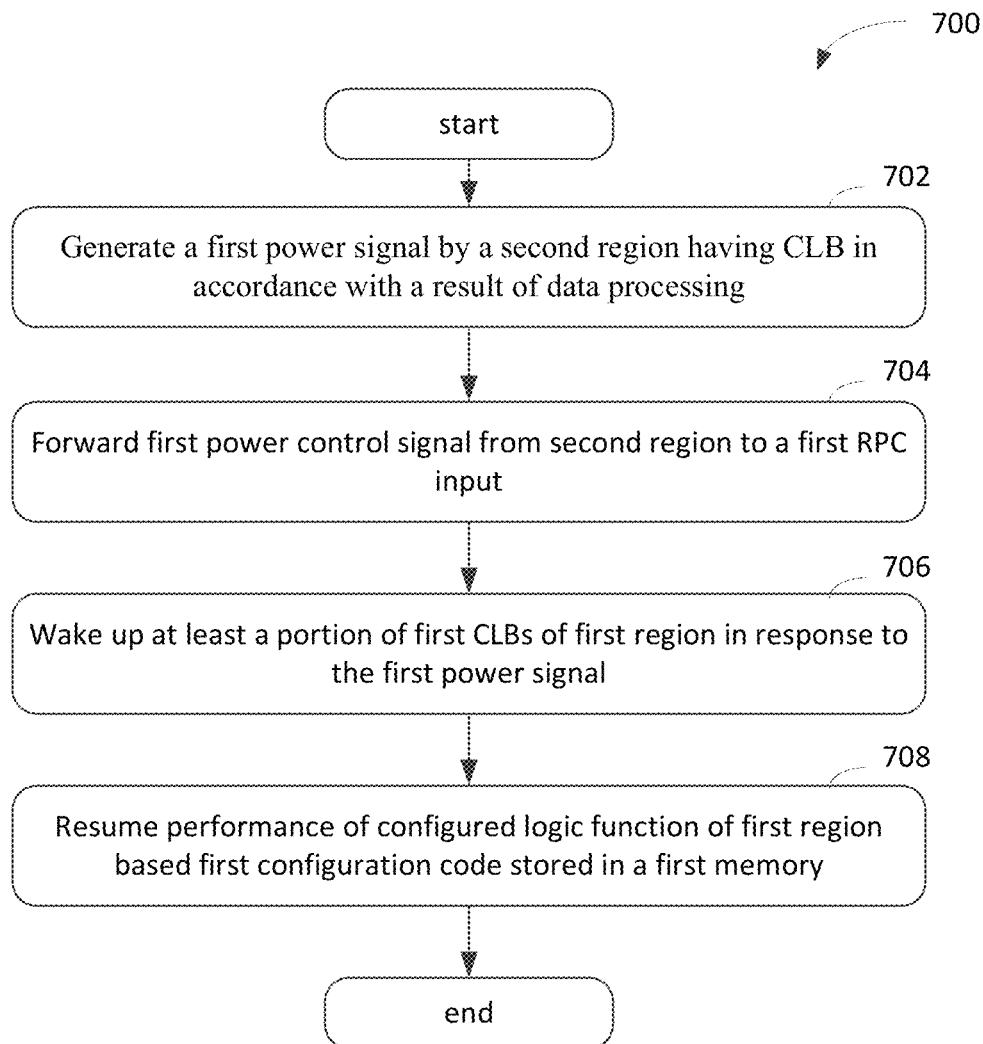 700
start
702
Generate a first power signal by a second region having CLB in
accordance with a result of data processing
704
Forward first power control signal from second region to a first RPC
input
706
Wake up at least a portion of first CLBs of first region in response to
the first power signal
708
Resume performance of configured logic function of first region
based first configuration code stored in a first memory
end